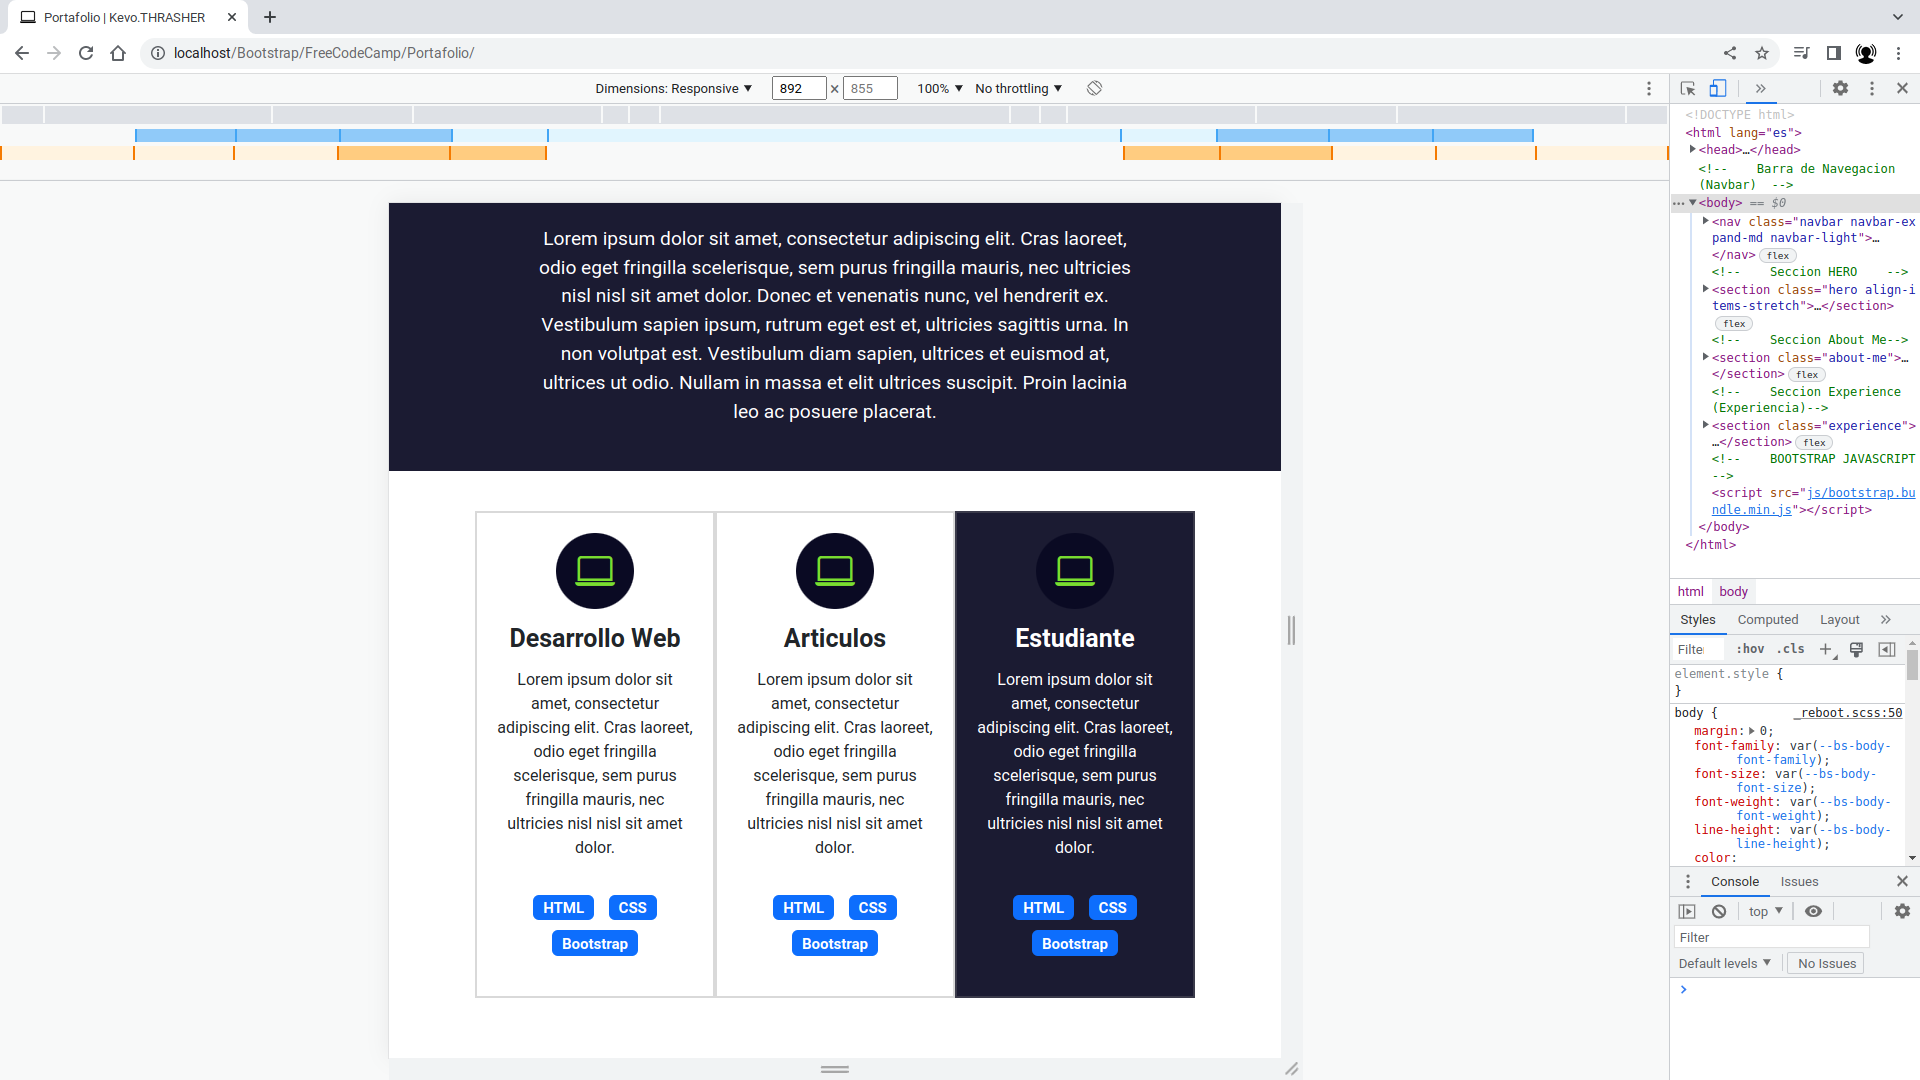 Portafolio | Kevo.THRASHER
localhost/Bootstrap/FreeCodeCamp/Portafolio/
Dimensions: Responsive 892 × 855 100% No throttling
Lorem ipsum dolor sit amet, consectetur adipiscing elit. Cras laoreet,
odio eget fringilla scelerisque, sem purus fringilla mauris, nec ultricies
nisl nisl sit amet dolor. Donec et venenatis nunc, vel hendrerit ex.
Vestibulum sapien ipsum, rutrum eget est et, ultricies sagittis urna. In
non volutpat est. Vestibulum diam sapien, ultrices et euismod at,
ultrices ut odio. Nullam in massa et elit ultrices suscipit. Proin lacinia
leo ac posuere placerat.
Desarrollo Web
Lorem ipsum dolor sit
amet, consectetur
adipiscing elit. Cras laoreet,
odio eget fringilla
scelerisque, sem purus
fringilla mauris, nec
ultricies nisl nisl sit amet
dolor.
HTML CSS
Bootstrap
Articulos
Lorem ipsum dolor sit
amet, consectetur
adipiscing elit. Cras laoreet,
odio eget fringilla
scelerisque, sem purus
fringilla mauris, nec
ultricies nisl nisl sit amet
dolor.
HTML CSS
Bootstrap
Estudiante
Lorem ipsum dolor sit
amet, consectetur
adipiscing elit. Cras laoreet,
odio eget fringilla
scelerisque, sem purus
fringilla mauris, nec
ultricies nisl nisl sit amet
dolor.
HTML CSS
Bootstrap
<!DOCTYPE html>
<html lang="es">
<head>…</head>
<!-- Barra de Navegacion
(Navbar) -->
<body> == $0
<nav class="navbar navbar-ex
pand-md navbar-light">…
</nav> flex
<!-- Seccion HERO -->
<section class="hero align-i
tems-stretch">…</section>
flex
<!-- Seccion About Me-->
<section class="about-me">…
</section> flex
<!-- Seccion Experience
(Experiencia)-->
<section class="experience">
…</section> flex
<!-- BOOTSTRAP JAVASCRIPT
-->
<script src="js/bootstrap.bu
ndle.min.js"></script>
</body>
</html>
html body
Styles Computed Layout
Filte :hov .cls
element.style {
}
body { _reboot.scss:50
margin: 0;
font-family: var(--bs-body-
font-family);
font-size: var(--bs-body-
font-size);
font-weight: var(--bs-body-
font-weight);
line-height: var(--bs-body-
line-height);
color:
Console Issues
top
Filter
Default levels No Issues